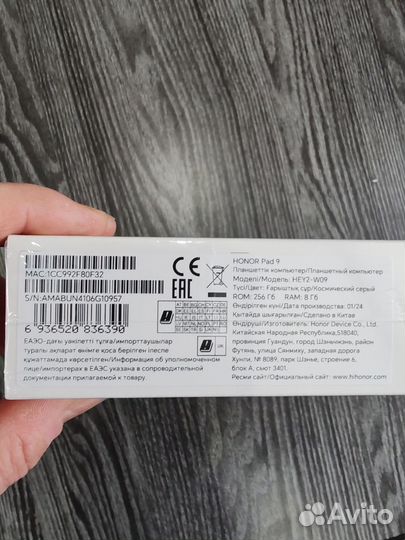 MAC:1CC992F80F32
S/N:AMABUN4106G10957
6 936520 836390
ЕАЭО-дағы уәкілетті тұлға/импорттаушылар
туралы ақпарат өнімге қоса берілген ілеспе
құжаттамада көрсетілген/Информация об уполномоченном
лице/импортерах в ЕАЭС указана в сопроводительной
документации прилагаемой к товару.
CE
EAC
HONOR Pad 9
Планшеттік компьютер/Планшетный компьютер
Моделі/Модель: HEY2-W09
Түсі/Цвет: Ғарыштық сұр/Космический серый
ROM: 256 Гб RAM: 8 Гб
Өндірілген күні/Дата производства: 01/24
Қытайда шығарылған/Сделано в Китае
Өндіруші/Изготовитель: Honor Device Co., Ltd.
Қытай/Китайская Народная Республика,518040,
провинция Гуандун, город Шэньчжэнь, район
Футянь, улица Сянмиху, западная дорога
Хунли, № 8089, парк Шэнье, строение 6,
блок А, сьют 3401.
Ресми сайт/Официальный сайт: www.hihonor.com
Avito